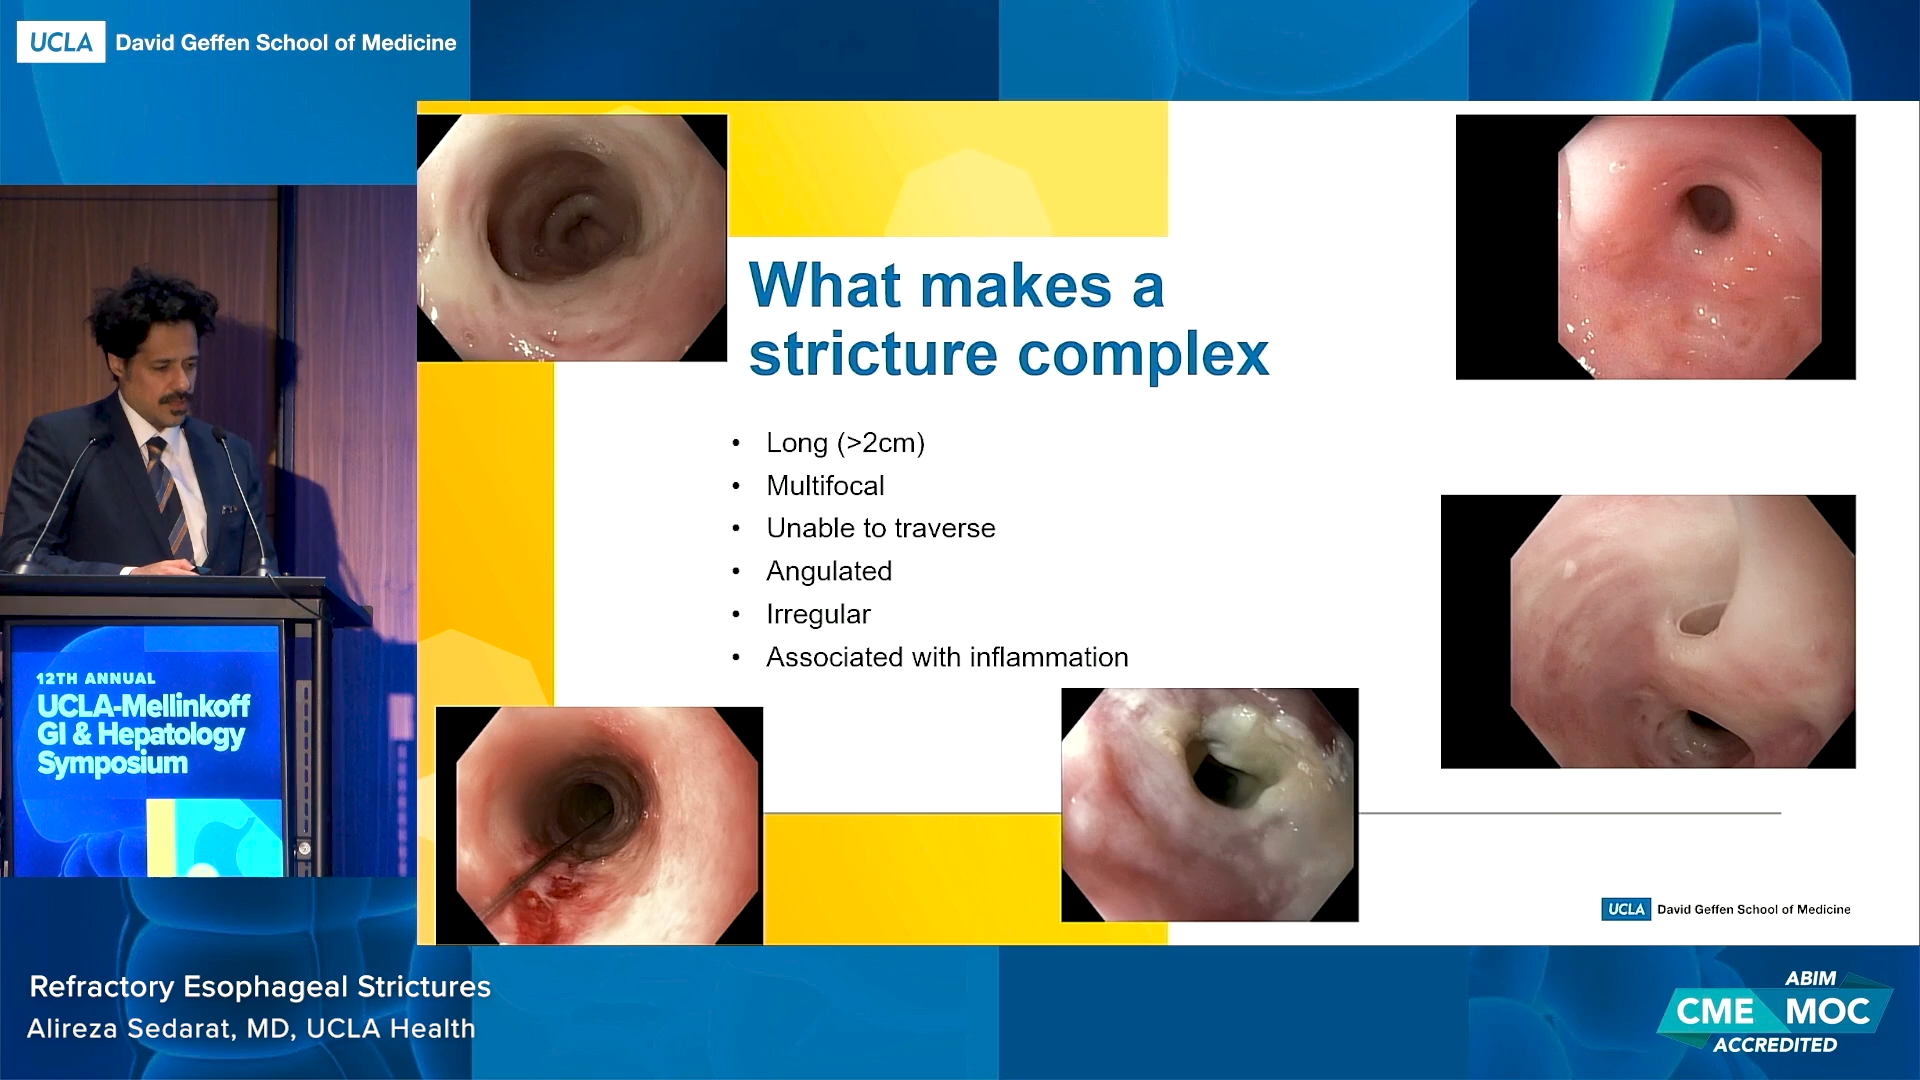 UCLA David Geffen School of Medicine
What makes a
stricture complex
• Long (>2cm)
• Multifocal
• Unable to traverse
• Angulated
• Irregular
• Associated with inflammation
UCLA David Geffen School of Medicine
12TH ANNUAL
UCLA-Mellinkoff
GI & Hepatology
Symposium
Refractory Esophageal Strictures
Alireza Sedarat, MD, UCLA Health
ABIM
CME MOC
ACCREDITED